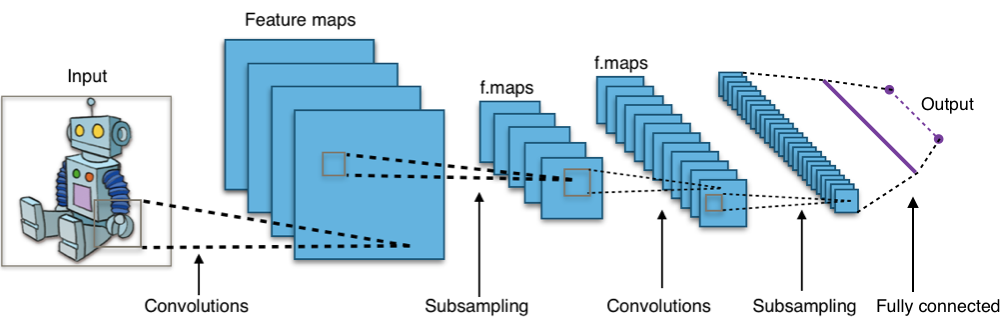 Feature maps
Input
f.maps
f.maps
Output
Convolutions
Subsampling
Convolutions
Subsampling
Fully connected